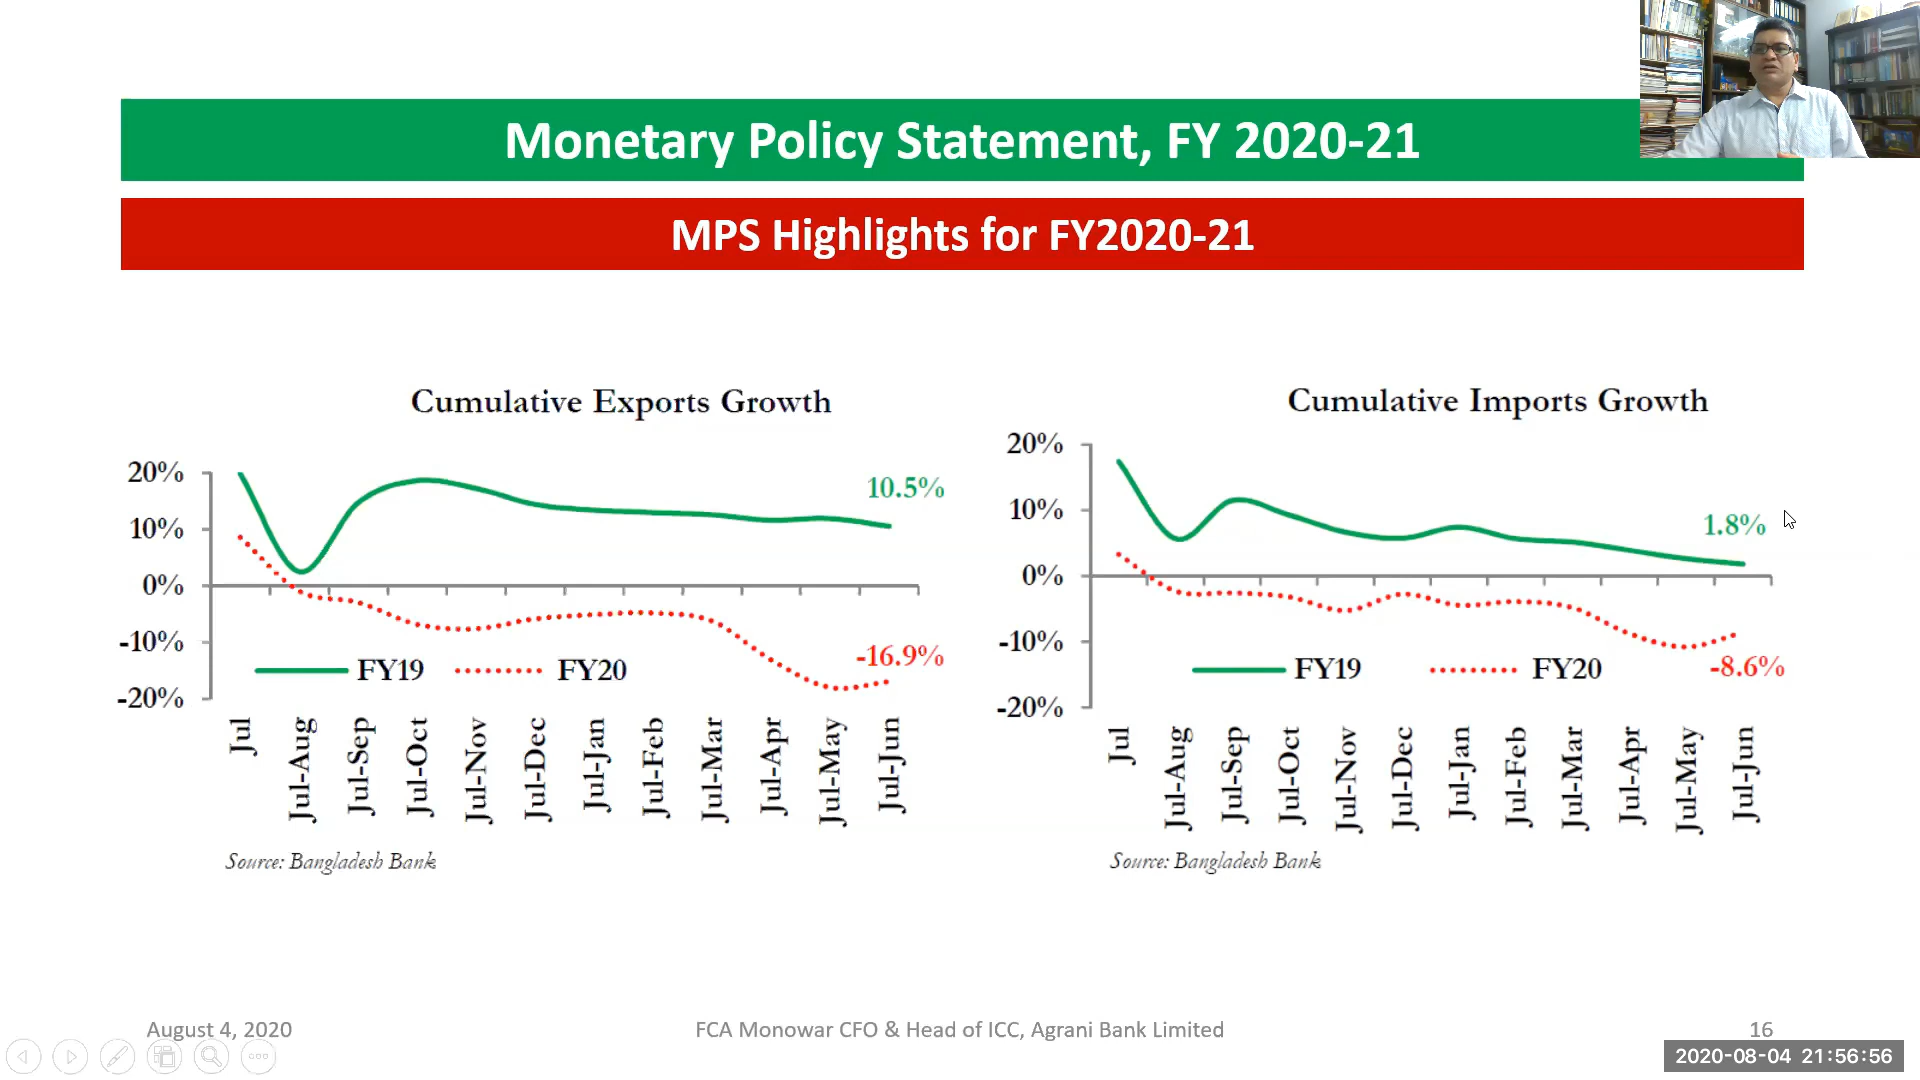 Monetary Policy Statement, FY 2020-21
MPS Highlights for FY2020-21
Cumulative Exports Growth
20%
10%
0%
-10%
-20%
10.5%
-16.9%
FY19
FY20
Jul
Jul-Aug
Jul-Sep
Jul-Oct
Jul-Nov
Jul-Dec
Jul-Jan
Jul-Feb
Jul-Mar
Jul-Apr
Jul-May
Jul-Jun
Source: Bangladesh Bank
Cumulative Imports Growth
20%
10%
0%
-10%
-20%
1.8%
-8.6%
FY19
FY20
Jul
Jul-Aug
Jul-Sep
Jul-Oct
Jul-Nov
Jul-Dec
Jul-Jan
Jul-Feb
Jul-Mar
Jul-Apr
Jul-May
Jul-Jun
Source: Bangladesh Bank
August 4, 2020
FCA Monowar CFO & Head of ICC, Agrani Bank Limited
16
2020-08-04 21:56:56